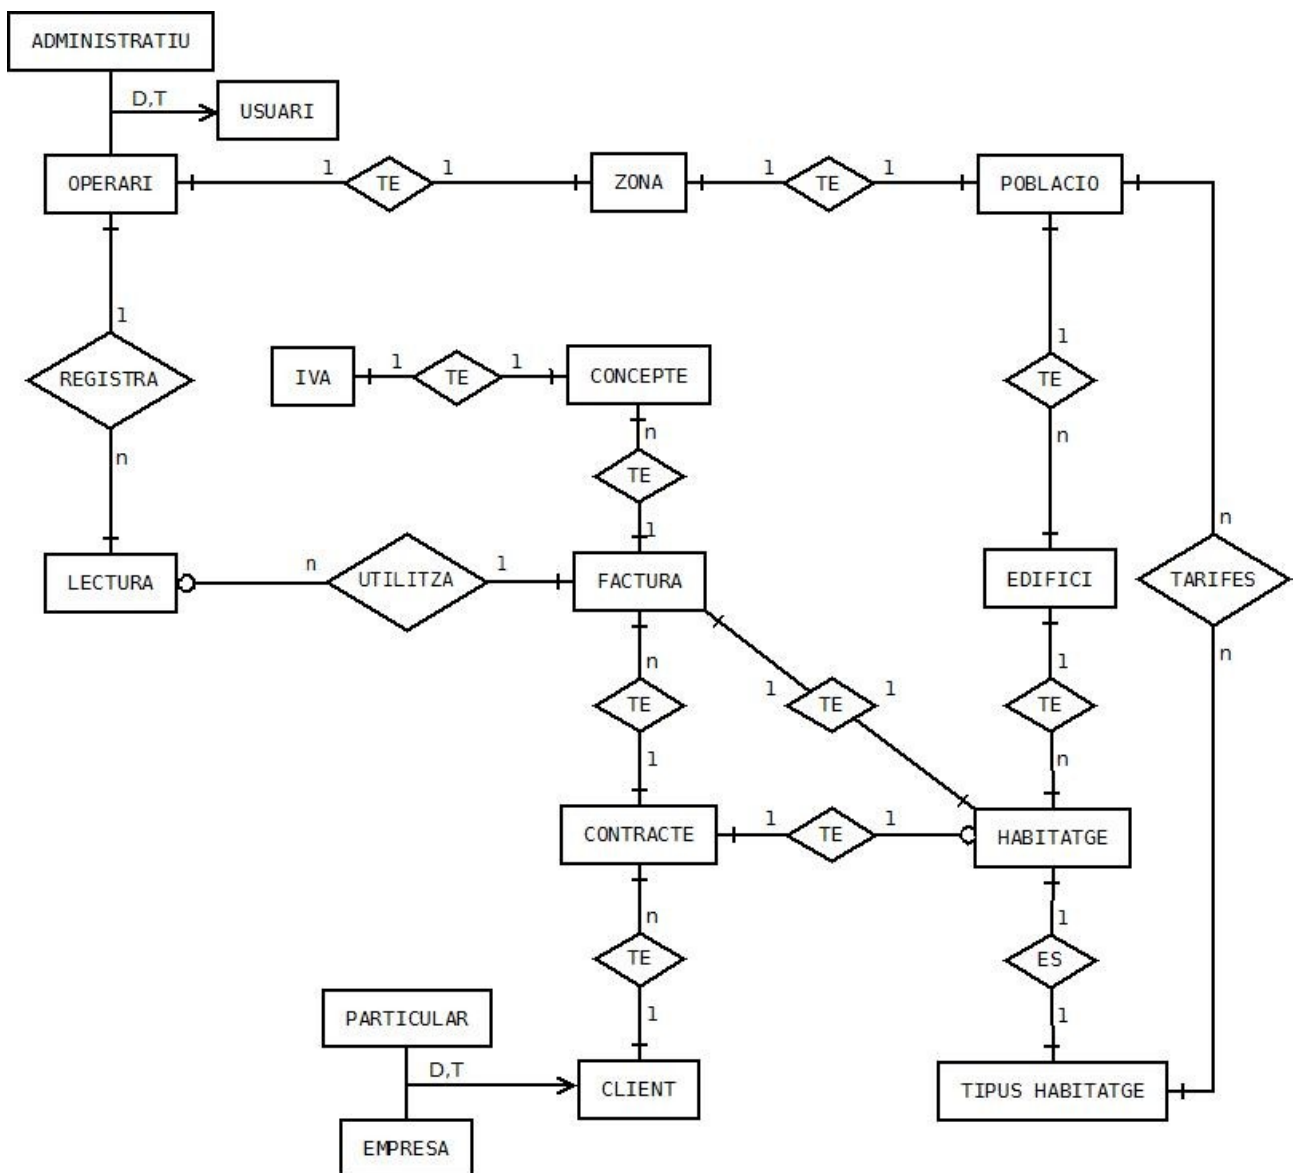 ADMINISTRATIU
D,T
USUARI
OPERARI
1
TE
1
ZONA
1
TE
1
POBLACIO
1
REGISTRA
n
IVA
1
TE
1
CONCEPTE
n
TE
1
1
TE
n
n
TARIFES
n
LECTURA
n
UTILITZA
1
FACTURA
EDIFICI
n
TE
1
1
TE
1
1
TE
n
CONTRACTE
1
TE
1
HABITATGE
n
TE
1
1
ES
1
PARTICULAR
D,T
CLIENT
EMPRESA
TIPUS HABITATGE